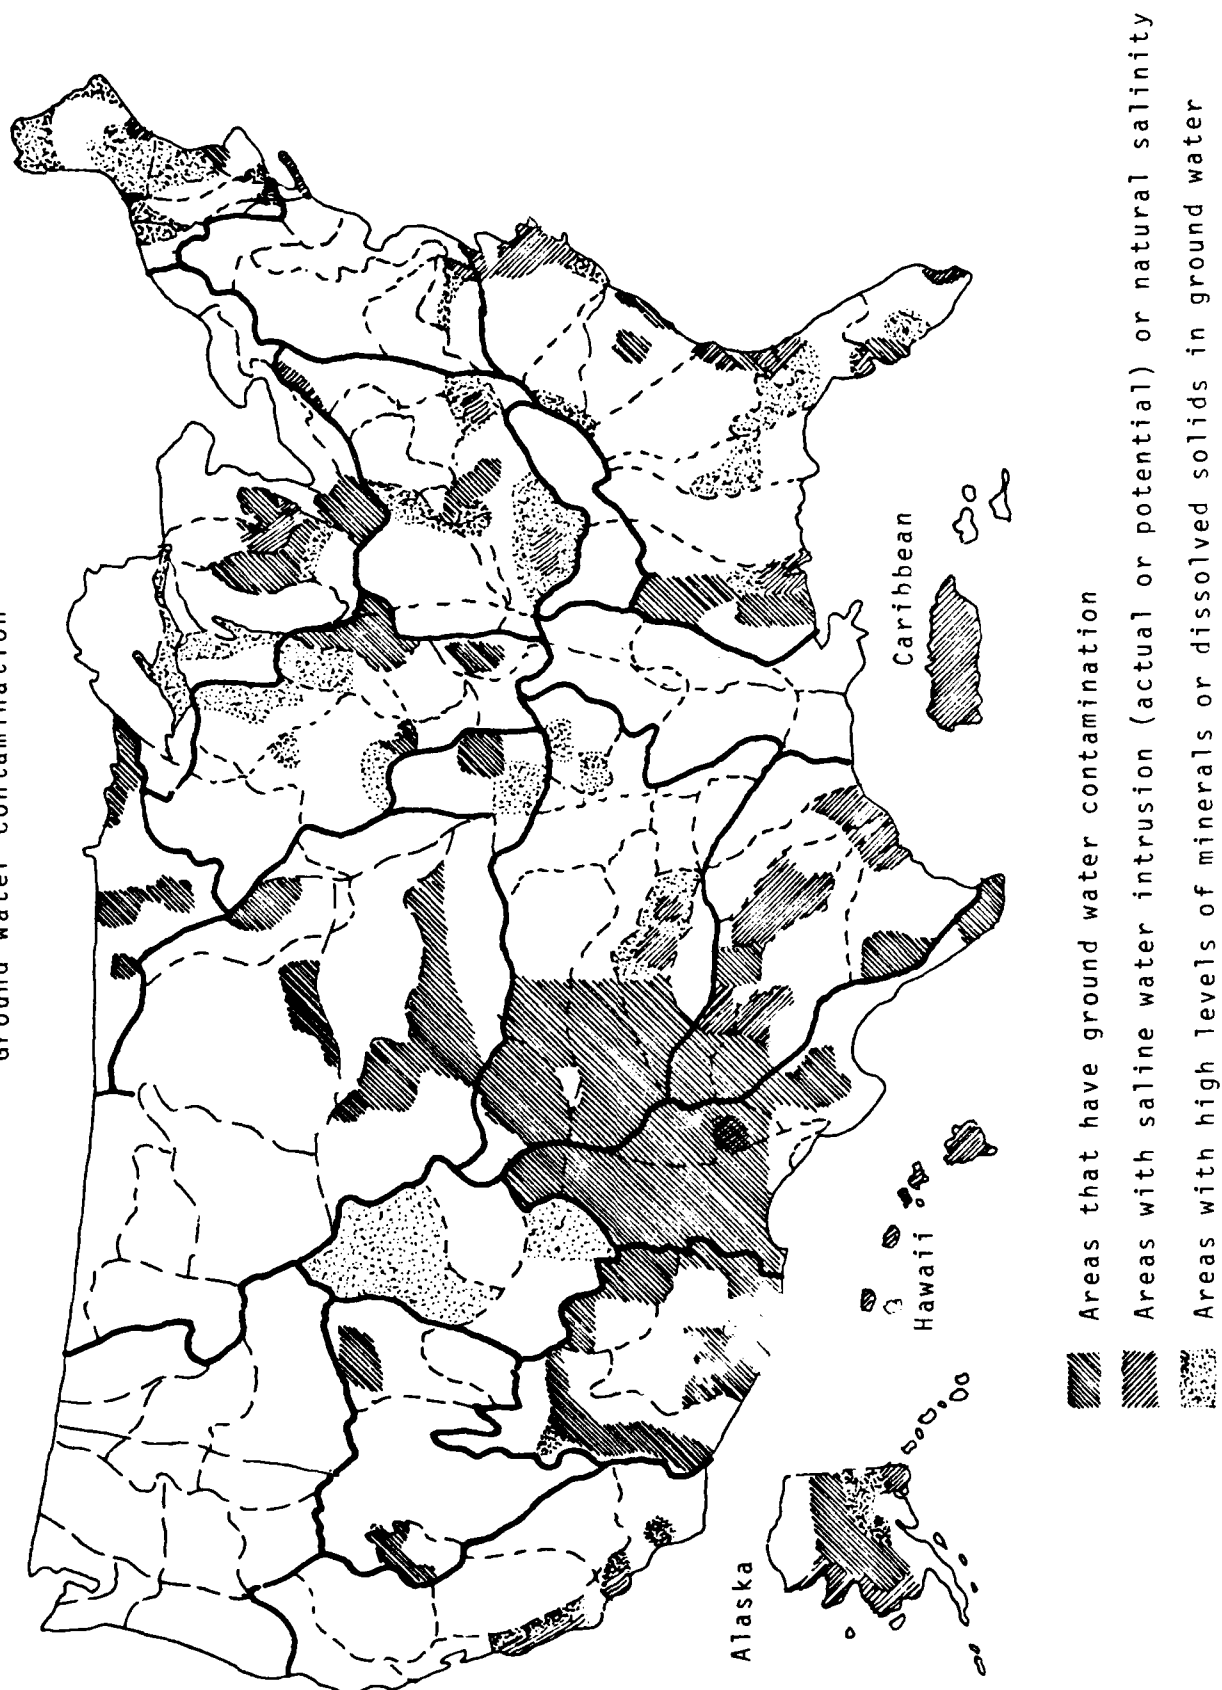 Ground water contamination
Alaska
Hawaii
Caribbean
Areas that have ground water contamination
Areas with saline water intrusion (actual or potential) or natural salinity
Areas with high levels of minerals or dissolved solids in ground water